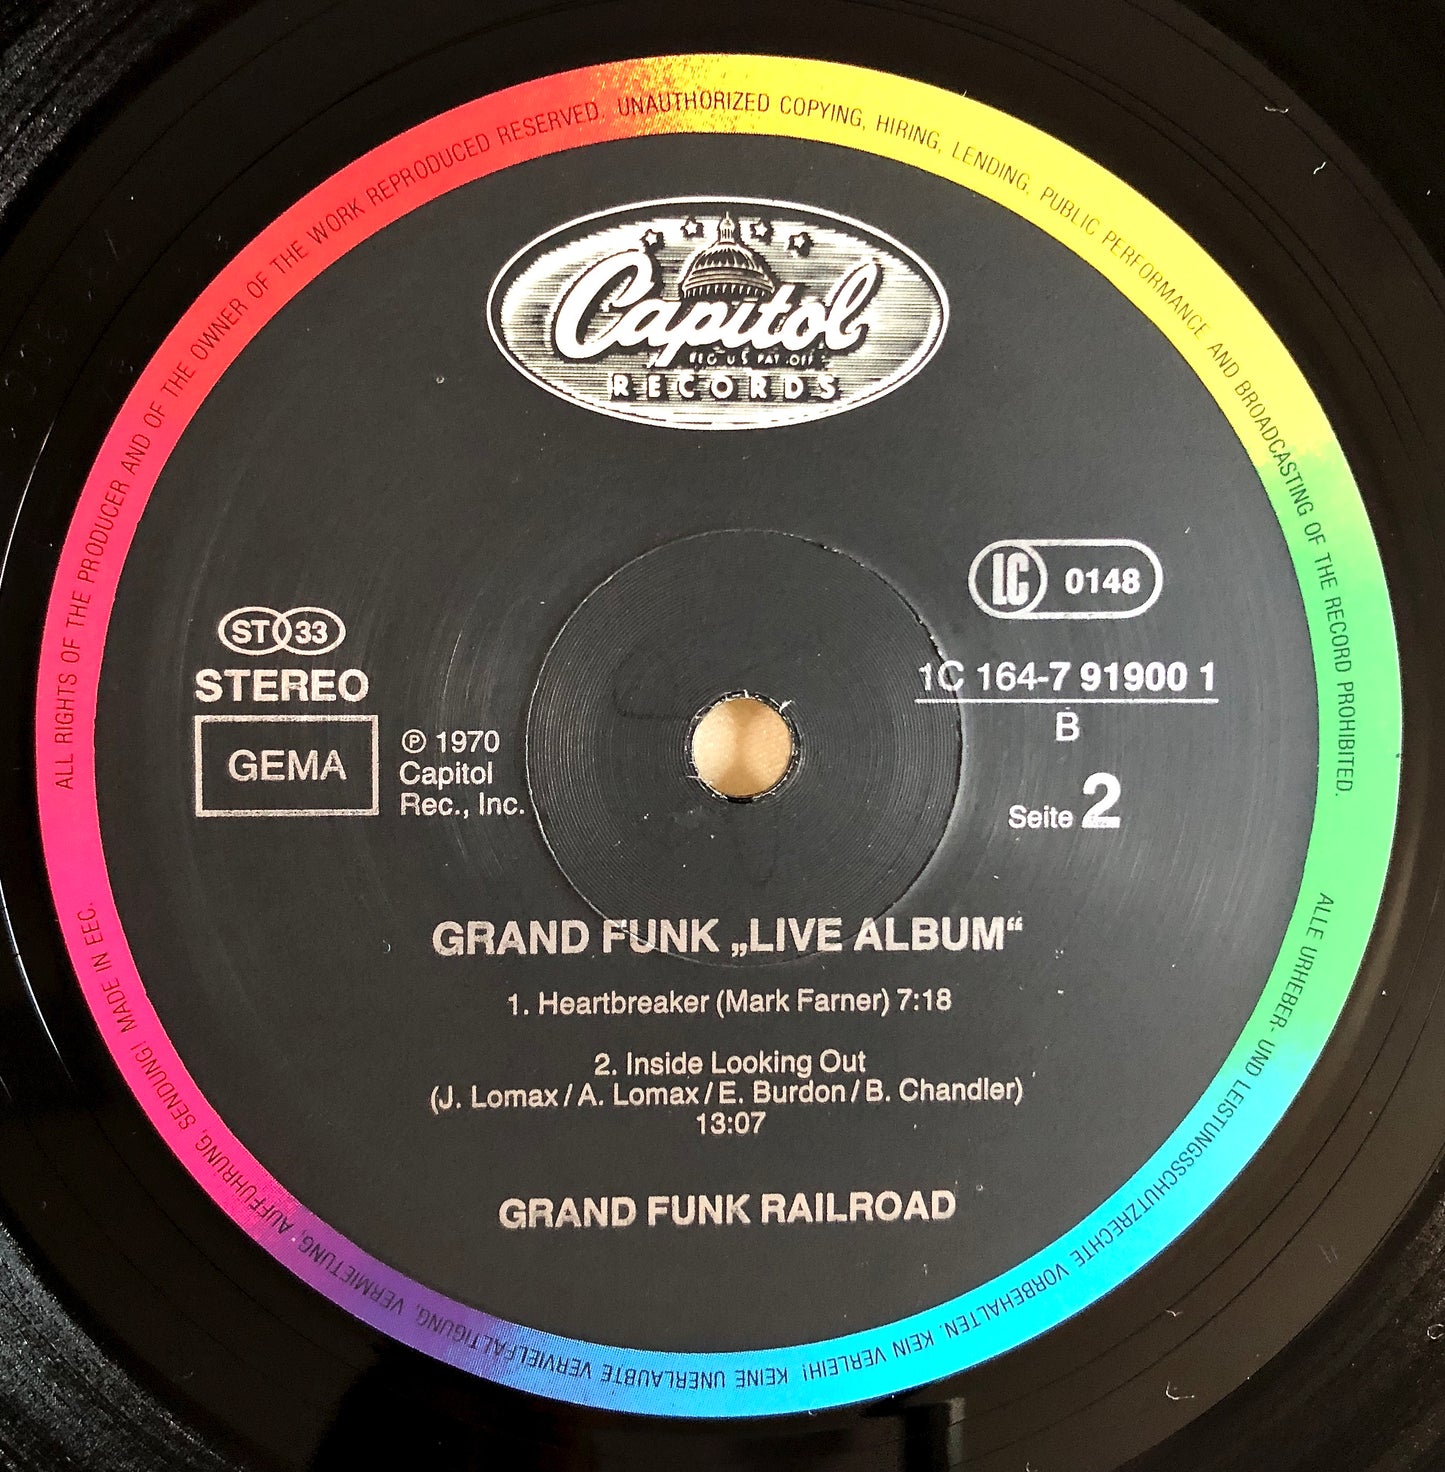 ALL RIGHTS OF THE PRODUCER AND OF THE OWNER OF THE WORK REPRODUCED RESERVED. UNAUTHORIZED COPYING, HIRING, LENDING, PUBLIC PERFORMANCE AND BROADCASTING OF THE RECORD PROHIBITED.
Capitol
REG. U.S. PAT. OFF.
RECORDS
LC 0148
ST 33
STEREO
GEMA
℗ 1970
Capitol
Rec., Inc.
1C 164-7 91900 1
B
Seite 2
GRAND FUNK „LIVE ALBUM“
1. Heartbreaker (Mark Farner) 7:18
2. Inside Looking Out
(J. Lomax / A. Lomax / E. Burdon / B. Chandler)
13:07
GRAND FUNK RAILROAD
ALLE URHEBER- UND LEISTUNGSSCHUTZRECHTE VORBEHALTEN. KEIN VERLEIH! KEINE UNERLAUBTE VERVIELFÄLTIGUNG, VERMIETUNG, AUFFÜHRUNG, SENDUNG! MADE IN EEC.